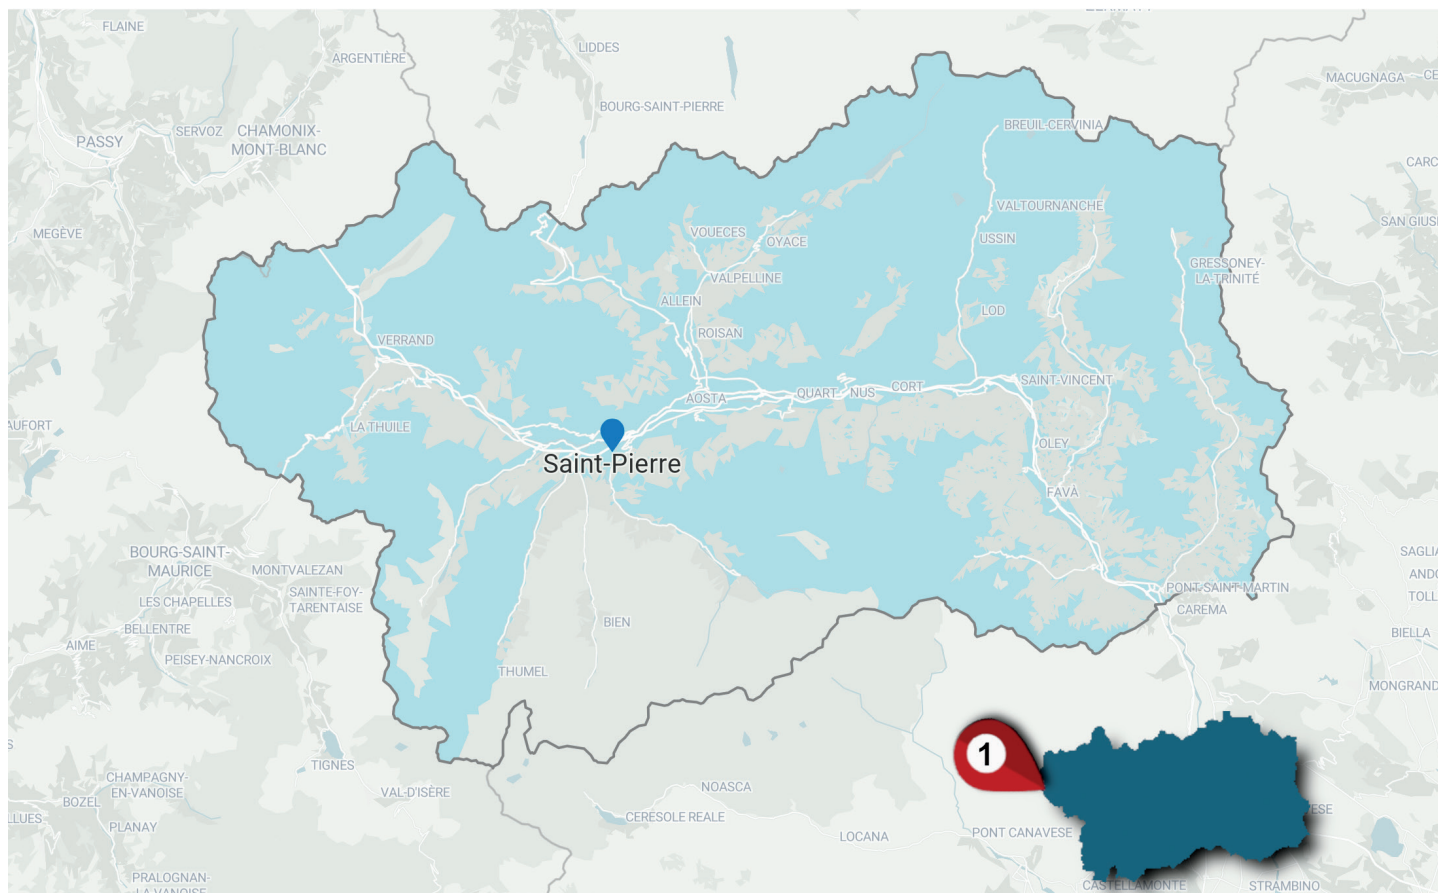 FLAINE
LIDDES
ARGENTIÈRE
MACUGNAGA
BOURG-SAINT-PIERRE
BREUIL-CERVINIA
SERVOZ
CHAMONIX-
MONT-BLANC
PASSY
VALTOURNANCHE
SAN GIUS
MEGÈVE
VOUECES
OYACE
USSIN
GRESSONEY-
LA-TRINITÉ
VALPELLINE
ALLEIN
LOD
ROISAN
VERRAND
SAINT-VINCENT
QUART
NUS
CORT
AOSTA
LA THUILE
AUFORT
OLEY
Saint-Pierre
FAVÀ
BOURG-SAINT-
MAURICE
MONTVALEZAN
SAINTE-FOY-
TARENTAISE
LES CHAPELLES
PONT-SAINT-MARTIN
CAREMA
BIEN
BELLENTRE
BIELLA
AIME
PEISEY-NANCROIX
THUMEL
MONGRAND
1
TIGNES
CHAMPAGNY-
EN-VANOISE
NOASCA
VAL-D'ISÈRE
BOZEL
CERESOLE REALE
PLANAY
LOCANA
PONT CANAVESE
PRALOGNAN-
LA-VANOISE
CASTELLAMONTE
STRAMBINO